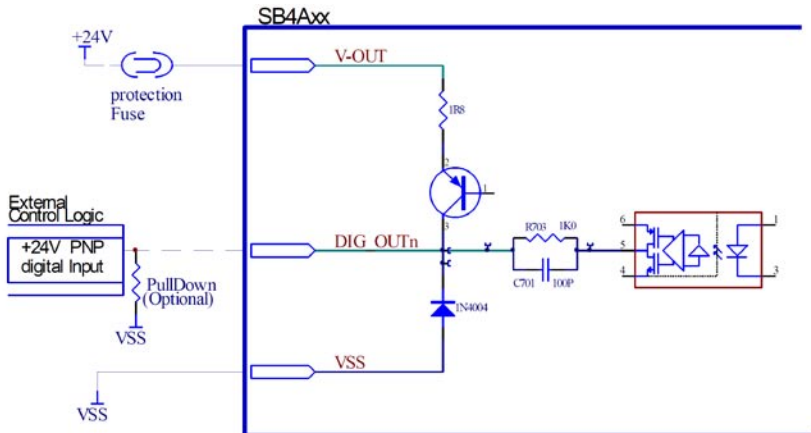 SB4Axx
+24V
V-OUT
protection
Fuse
1R8
2
1
3
External
Control Logic
+24V PNP
digital Input
DIG_OUTn
R703
1K0
C701
100P
6
5
4
1
3
PullDown
(Optional)
VSS
1N4004
VSS
VSS